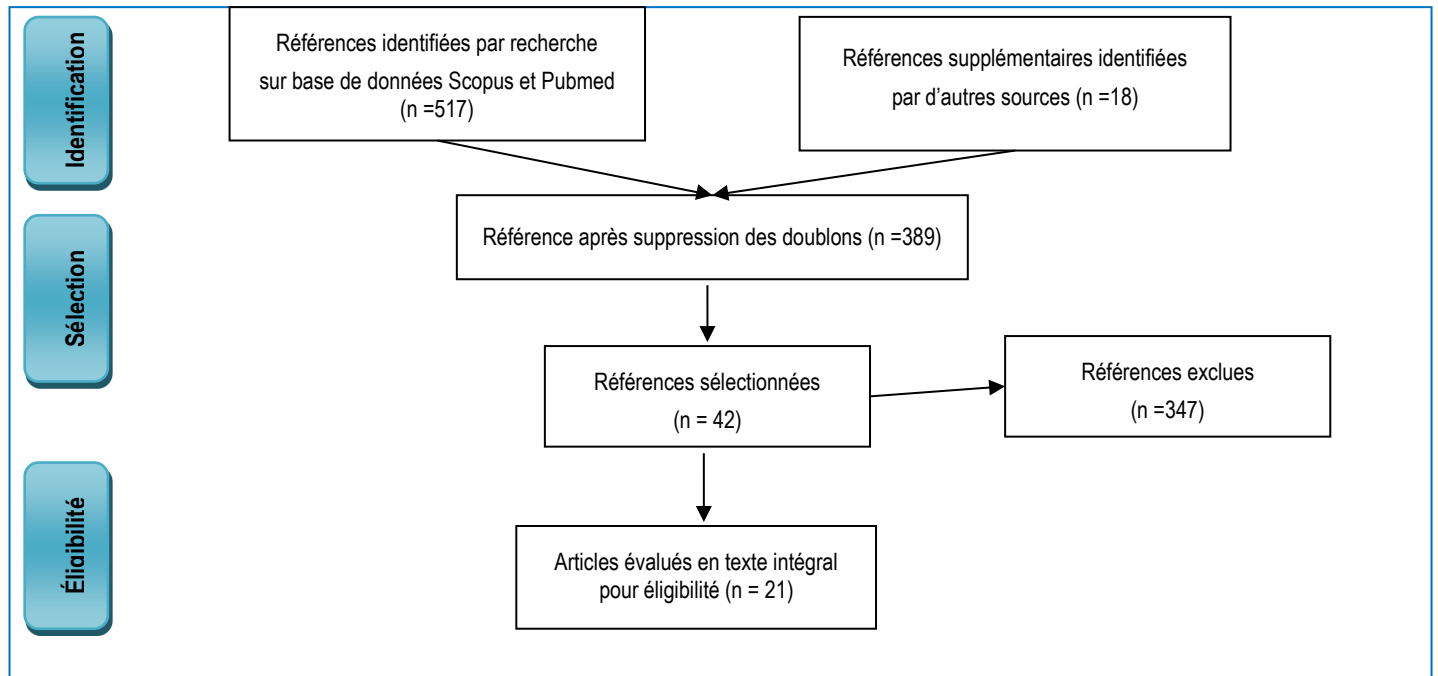 Identification
Références identifiées par recherche
sur base de données Scopus et Pubmed
(n =517)
Références supplémentaires identifiées
par d’autres sources (n =18)
Référence après suppression des doublons (n =389)
Sélection
Références sélectionnées
(n = 42)
Références exclues
(n =347)
Éligibilité
Articles évalués en texte intégral
pour éligibilité (n = 21)